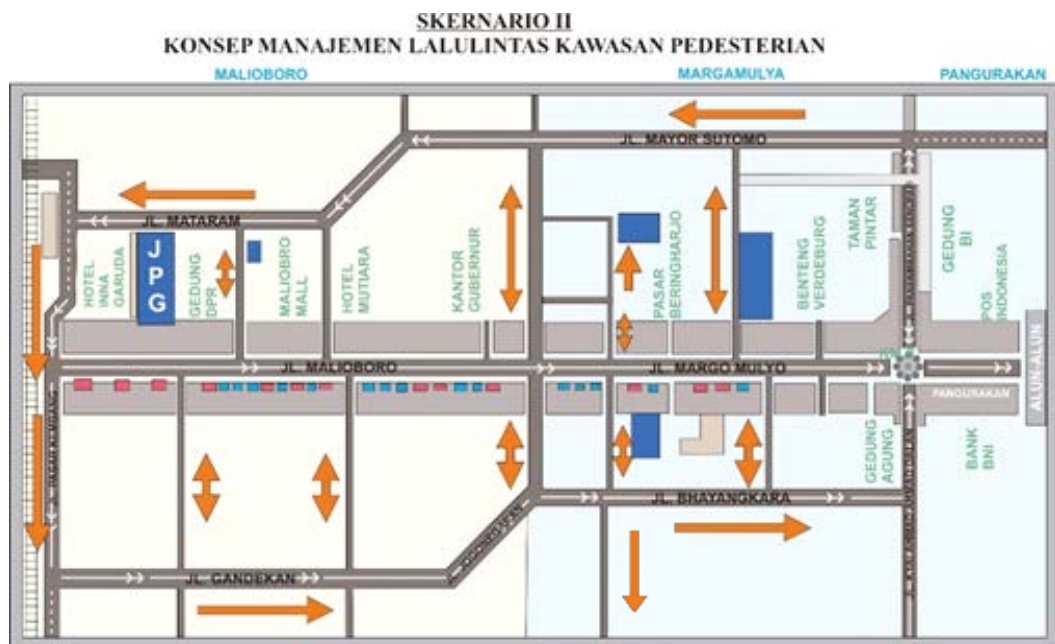 SKERNARIO II
KONSEP MANAJEMEN LALULINTAS KAWASAN PEDESTERIAN
MALIOBORO
MARGAMULYA
PANGURAKAN
JL. MAYOR SUTOMO
JL. MATARAM
HOTEL INNA
GARUDA
JPG
GEDUNG
DPR
MALIOBRO
MALL
HOTEL
MUTIARA
KANTOR
GUBERNUR
PASAR
BERINGHARJO
BENTENG
VERDEBURG
TAMAN
PINTAR
GEDUNG
BI
POS
INDONESIA
JL. MALIOBORO
JL. MARGO MULYO
ALUN-ALUN
PANGURAKAN
GEDUNG
AGUNG
BANK
BNI
JL. BHAYANGKARA
JL. GANDEKAN